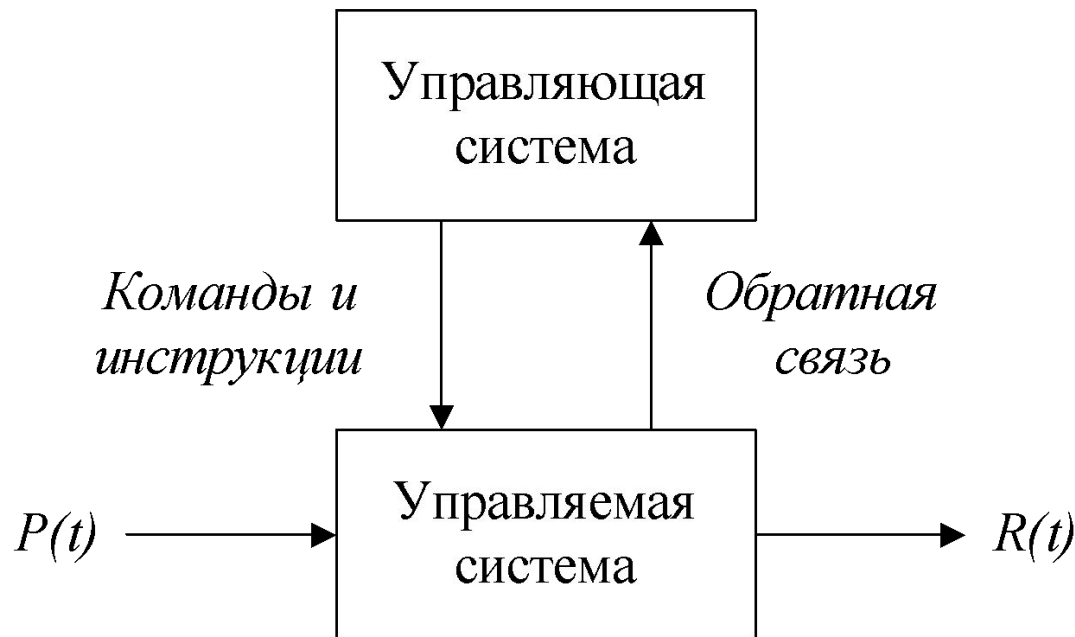 Управляющая
система
Команды и
инструкции
Обратная
связь
P(t)
Управляемая
система
R(t)